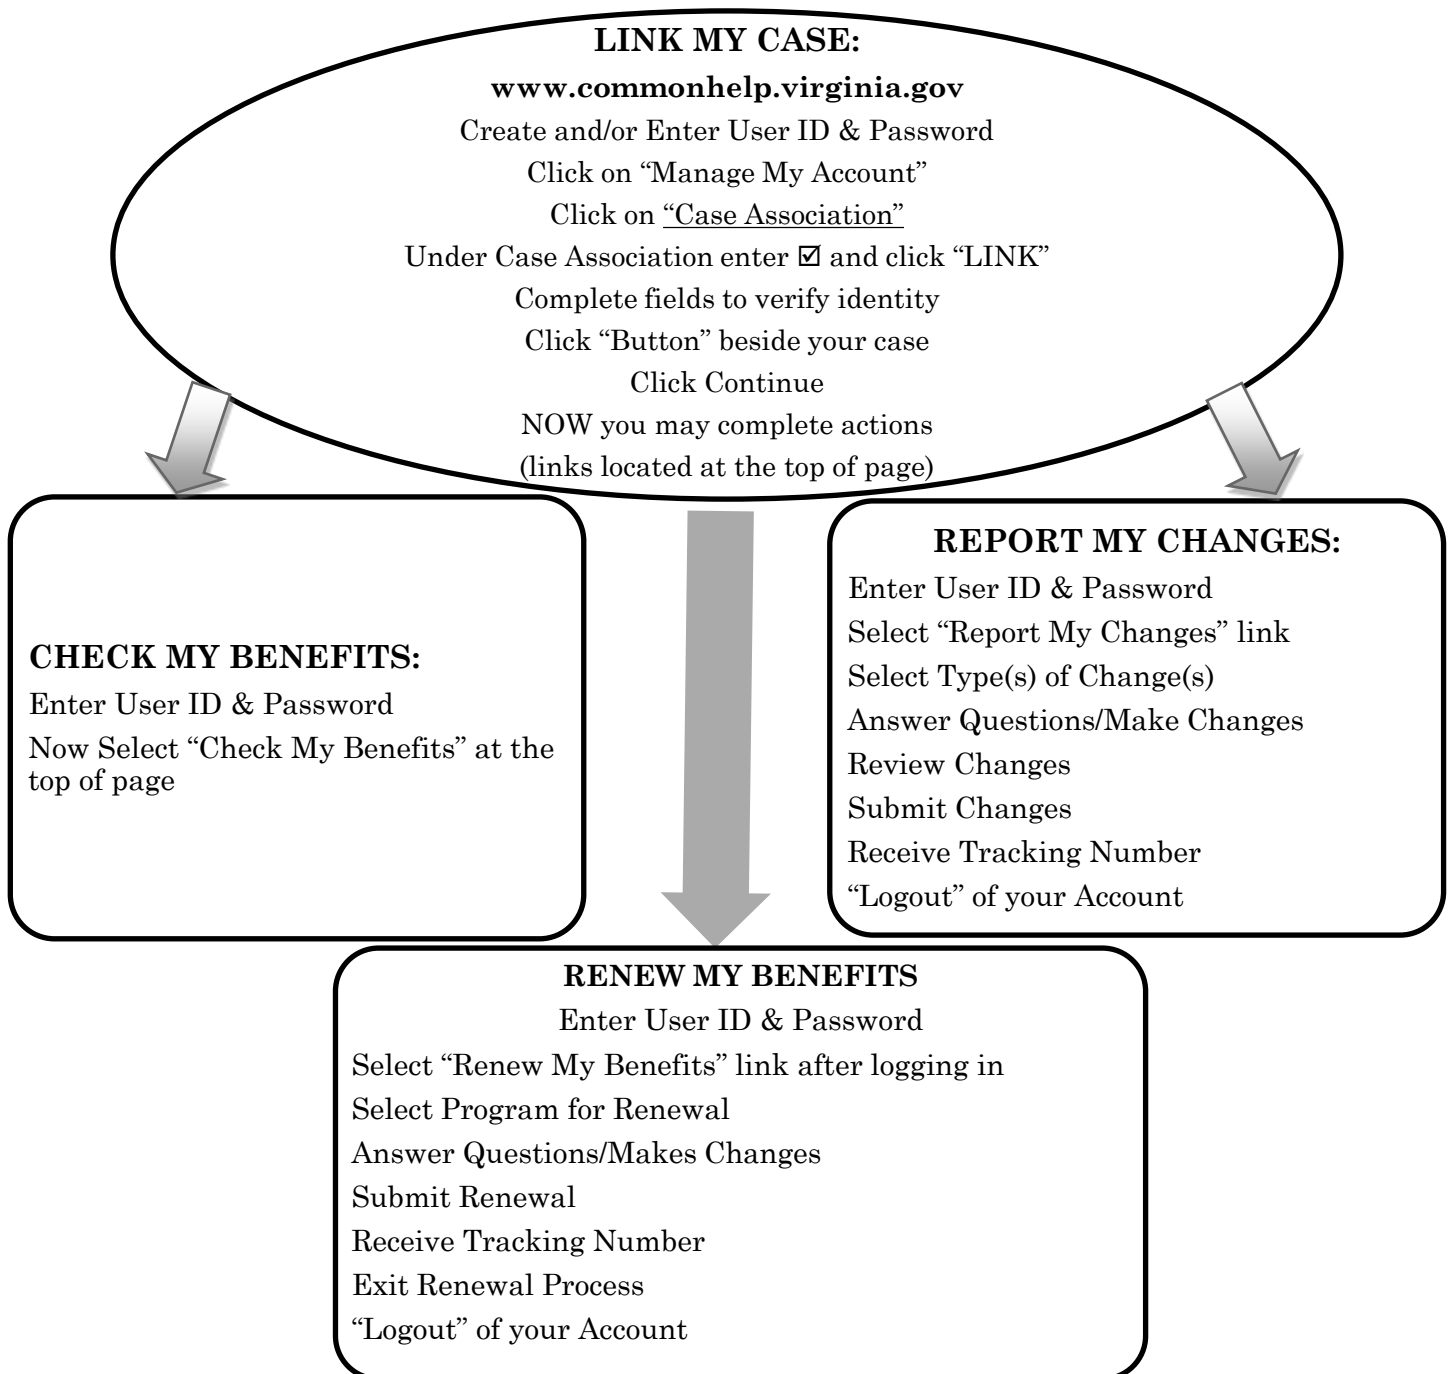 LINK MY CASE:
www.commonhelp.virginia.gov
Create and/or Enter User ID & Password
Click on “Manage My Account”
Click on “Case Association”
Under Case Association enter ☑ and click “LINK”
Complete fields to verify identity
Click “Button” beside your case
Click Continue
NOW you may complete actions
(links located at the top of page)
CHECK MY BENEFITS:
Enter User ID & Password
Now Select “Check My Benefits” at the
top of page
REPORT MY CHANGES:
Enter User ID & Password
Select “Report My Changes” link
Select Type(s) of Change(s)
Answer Questions/Make Changes
Review Changes
Submit Changes
Receive Tracking Number
“Logout” of your Account
RENEW MY BENEFITS
Enter User ID & Password
Select “Renew My Benefits” link after logging in
Select Program for Renewal
Answer Questions/Makes Changes
Submit Renewal
Receive Tracking Number
Exit Renewal Process
“Logout” of your Account